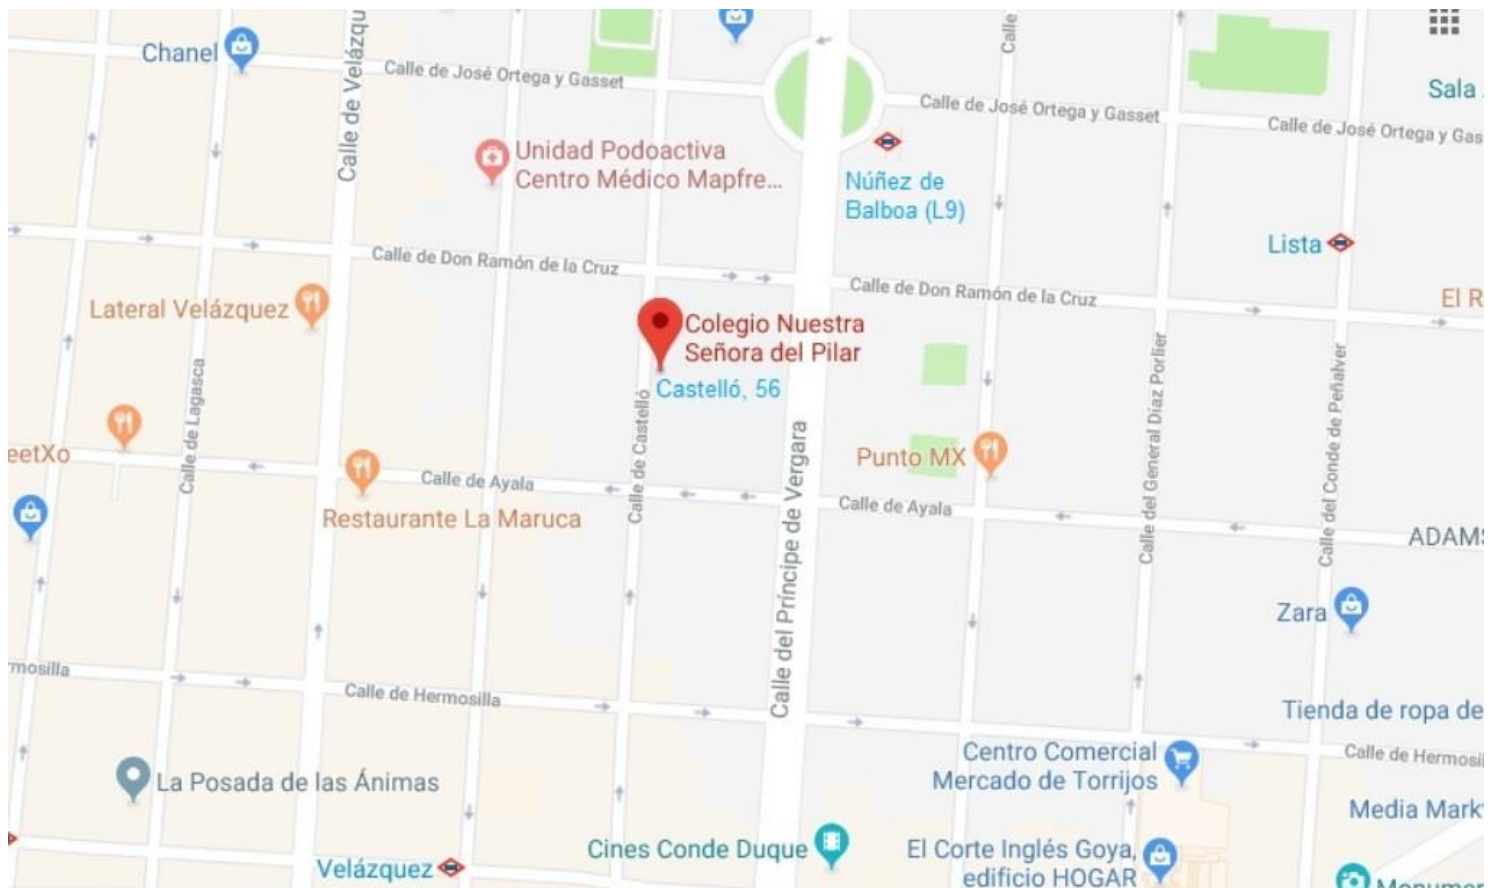 Chanel
Calle de Velázqu
Calle de José Ortega y Gasset
Calle
Calle de José Ortega y Gasset
Sala
Calle de José Ortega y Gas
Unidad Podoactiva
Centro Médico Mapfre...
Núñez de
Balboa (L9)
Lista
Calle de Don Ramón de la Cruz
Calle de Don Ramón de la Cruz
El R
Lateral Velázquez
Colegio Nuestra
Señora del Pilar
Castelló, 56
Calle de Lagasca
Calle de Castelló
Calle del Príncipe de Vergara
Calle del General Díaz Porlier
Calle del Conde de Peñalver
eetXo
Calle de Ayala
Restaurante La Maruca
Punto MX
Calle de Ayala
ADAMS
Zara
rmosilla
Calle de Hermosilla
Tienda de ropa de
Calle de Hermosil
Centro Comercial
Mercado de Torrijos
La Posada de las Ánimas
Media Mark
Cines Conde Duque
El Corte Inglés Goya,
edificio HOGAR
Velázquez
Monumen